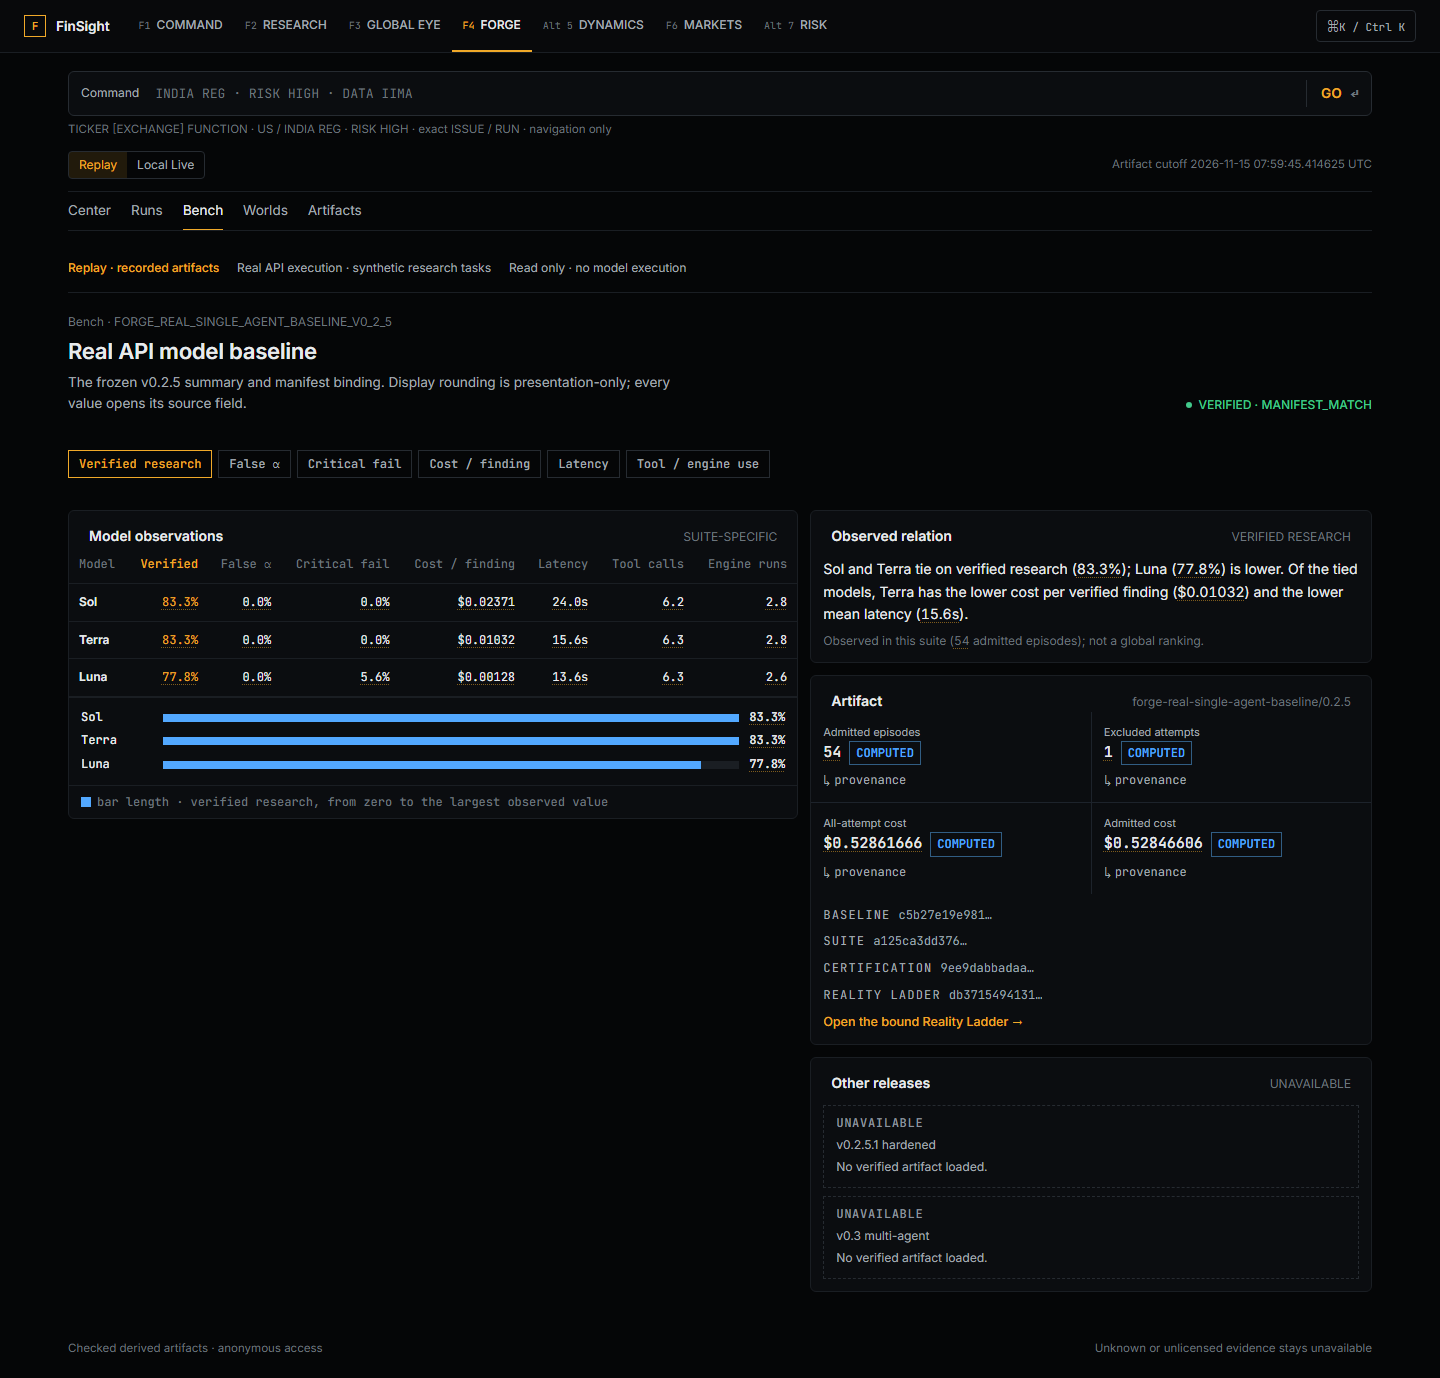 F FinSight F1 COMMAND F2 RESEARCH F3 GLOBAL EYE F4 FORGE Alt 5 DYNAMICS F6 MARKETS Alt 7 RISK ⌘K / Ctrl K
Command INDIA REG · RISK HIGH · DATA IIMA GO ↵
TICKER [EXCHANGE] FUNCTION · US / INDIA REG · RISK HIGH · exact ISSUE / RUN · navigation only
Replay Local Live Artifact cutoff 2026-11-15 07:59:45.414625 UTC
Center Runs Bench Worlds Artifacts
Replay · recorded artifacts Real API execution · synthetic research tasks Read only · no model execution
Bench · FORGE_REAL_SINGLE_AGENT_BASELINE_V0_2_5
Real API model baseline
The frozen v0.2.5 summary and manifest binding. Display rounding is presentation-only; every
value opens its source field.
VERIFIED · MANIFEST_MATCH
Verified research False α Critical fail Cost / finding Latency Tool / engine use
Model observations SUITE-SPECIFIC
Model Verified False α Critical fail Cost / finding Latency Tool calls Engine runs
Sol 83.3% 0.0% 0.0% $0.02371 24.0s 6.2 2.8
Terra 83.3% 0.0% 0.0% $0.01032 15.6s 6.3 2.8
Luna 77.8% 0.0% 5.6% $0.00128 13.6s 6.3 2.6
Sol 83.3%
Terra 83.3%
Luna 77.8%
bar length · verified research, from zero to the largest observed value
Observed relation VERIFIED RESEARCH
Sol and Terra tie on verified research (83.3%); Luna (77.8%) is lower. Of the tied
models, Terra has the lower cost per verified finding ($0.01032) and the lower
mean latency (15.6s).
Observed in this suite (54 admitted episodes); not a global ranking.
Artifact forge-real-single-agent-baseline/0.2.5
Admitted episodes
54 COMPUTED
↳ provenance
Excluded attempts
1 COMPUTED
↳ provenance
All-attempt cost
$0.52861666 COMPUTED
↳ provenance
Admitted cost
$0.52846606 COMPUTED
↳ provenance
BASELINE c5b27e19e981…
SUITE a125ca3dd376…
CERTIFICATION 9ee9dabbadaa…
REALITY LADDER db3715494131…
Open the bound Reality Ladder →
Other releases UNAVAILABLE
UNAVAILABLE
v0.2.5.1 hardened
No verified artifact loaded.
UNAVAILABLE
v0.3 multi-agent
No verified artifact loaded.
Checked derived artifacts · anonymous access Unknown or unlicensed evidence stays unavailable